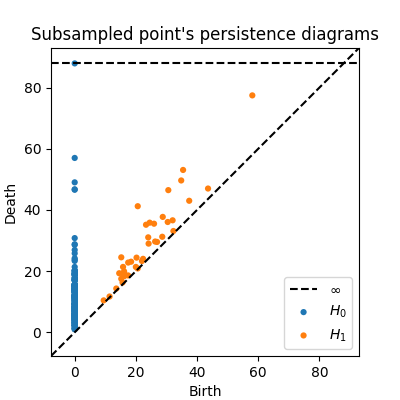 Subsampled point's persistence diagrams
80
60
40
20
0
Death
∞
H₀
H₁
0 20 40 60 80
Birth